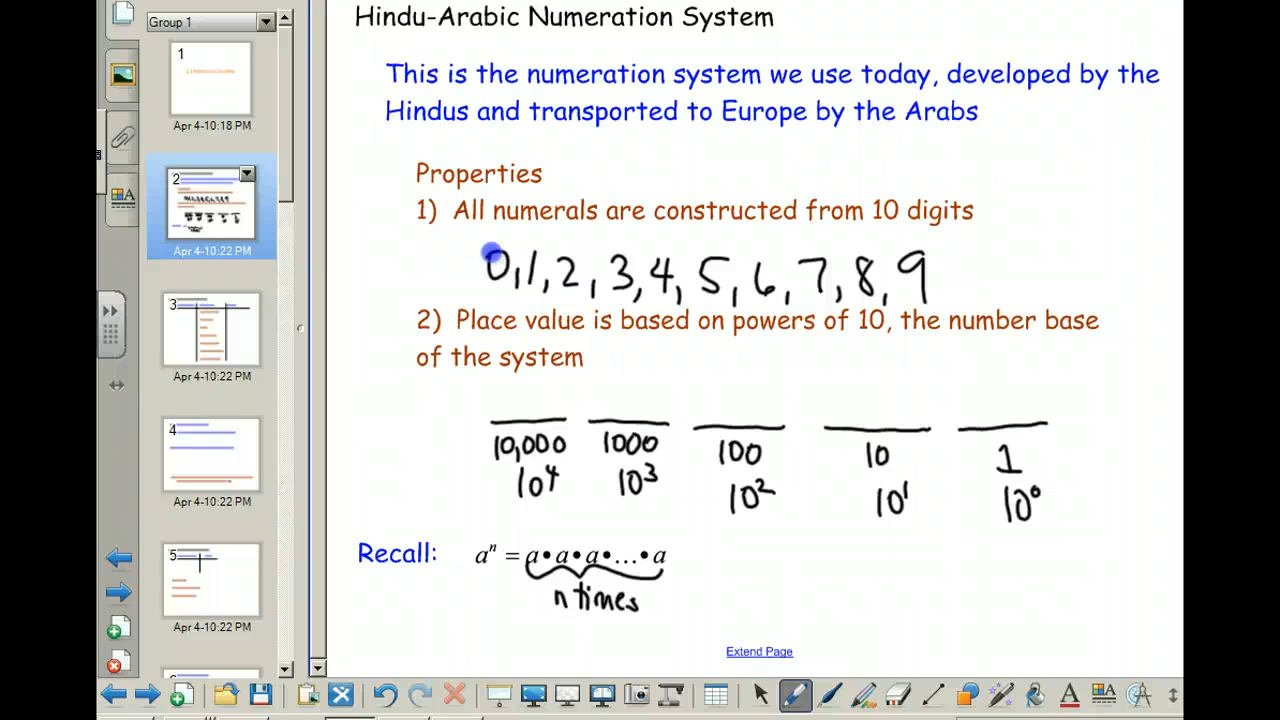 Group 1
1
Apr 4-10:18 PM
2
Apr 4-10:22 PM
3
Apr 4-10:22 PM
4
Apr 4-10:22 PM
5
Apr 4-10:22 PM
Hindu-Arabic Numeration System
This is the numeration system we use today, developed by the
Hindus and transported to Europe by the Arabs
Properties
1) All numerals are constructed from 10 digits
0, 1, 2, 3, 4, 5, 6, 7, 8, 9
2) Place value is based on powers of 10, the number base
of the system
10,000 1000 100 10 1
10⁴ 10³ 10² 10¹ 10⁰
Recall: aⁿ = a•a•a•...•a
n times
Extend Page